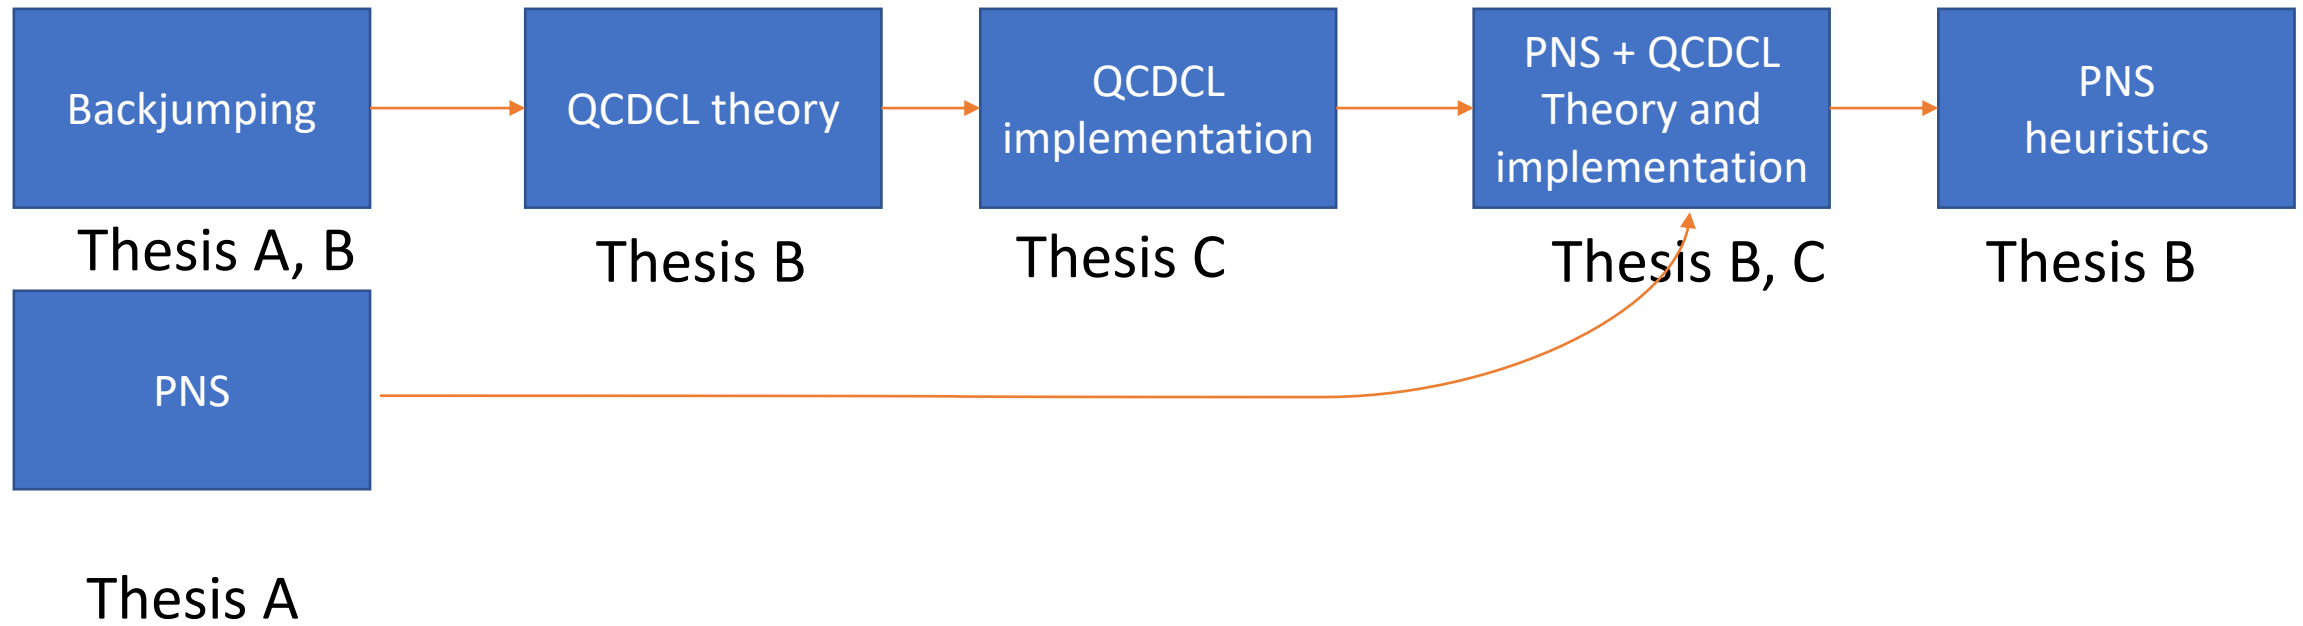 Backjumping
QCDCL theory
QCDCL
implementation
PNS + QCDCL
Theory and
implementation
PNS
heuristics
Thesis A, B
Thesis B
Thesis C
Thesis B, C
Thesis B
PNS
Thesis A